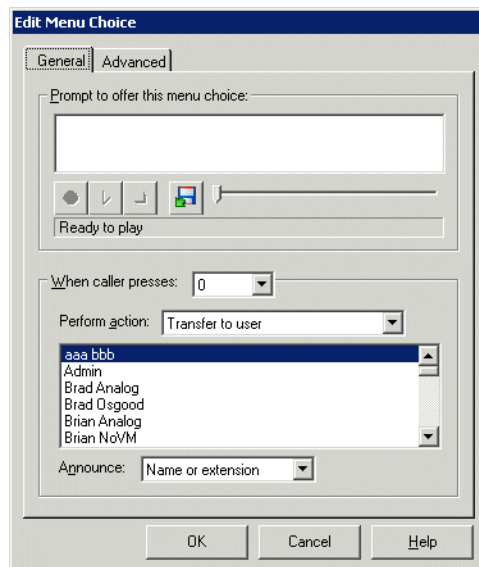 Edit Menu Choice
General Advanced
Prompt to offer this menu choice:
Ready to play
When caller presses: 0
Perform action: Transfer to user
aaa bbb
Admin
Brad Analog
Brad Osgood
Brian Analog
Brian NoVM
Announce: Name or extension
OK Cancel Help